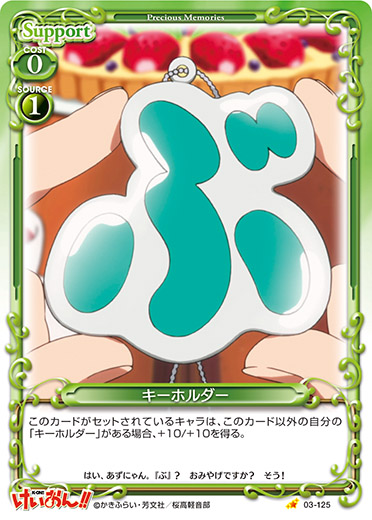 Precious Memories
Support
COST
0
SOURCE
1
ぶ
キーホルダー
このカードがセットされているキャラは、このカード以外の自分の
「キーホルダー」がある場合、+10/+10を得る。
はい、あずにゃん。『ぶ』？ おみやげですか？ そう！
K-ON!!
けいおん!!
©かきふらい・芳文社／桜高軽音部
03-125